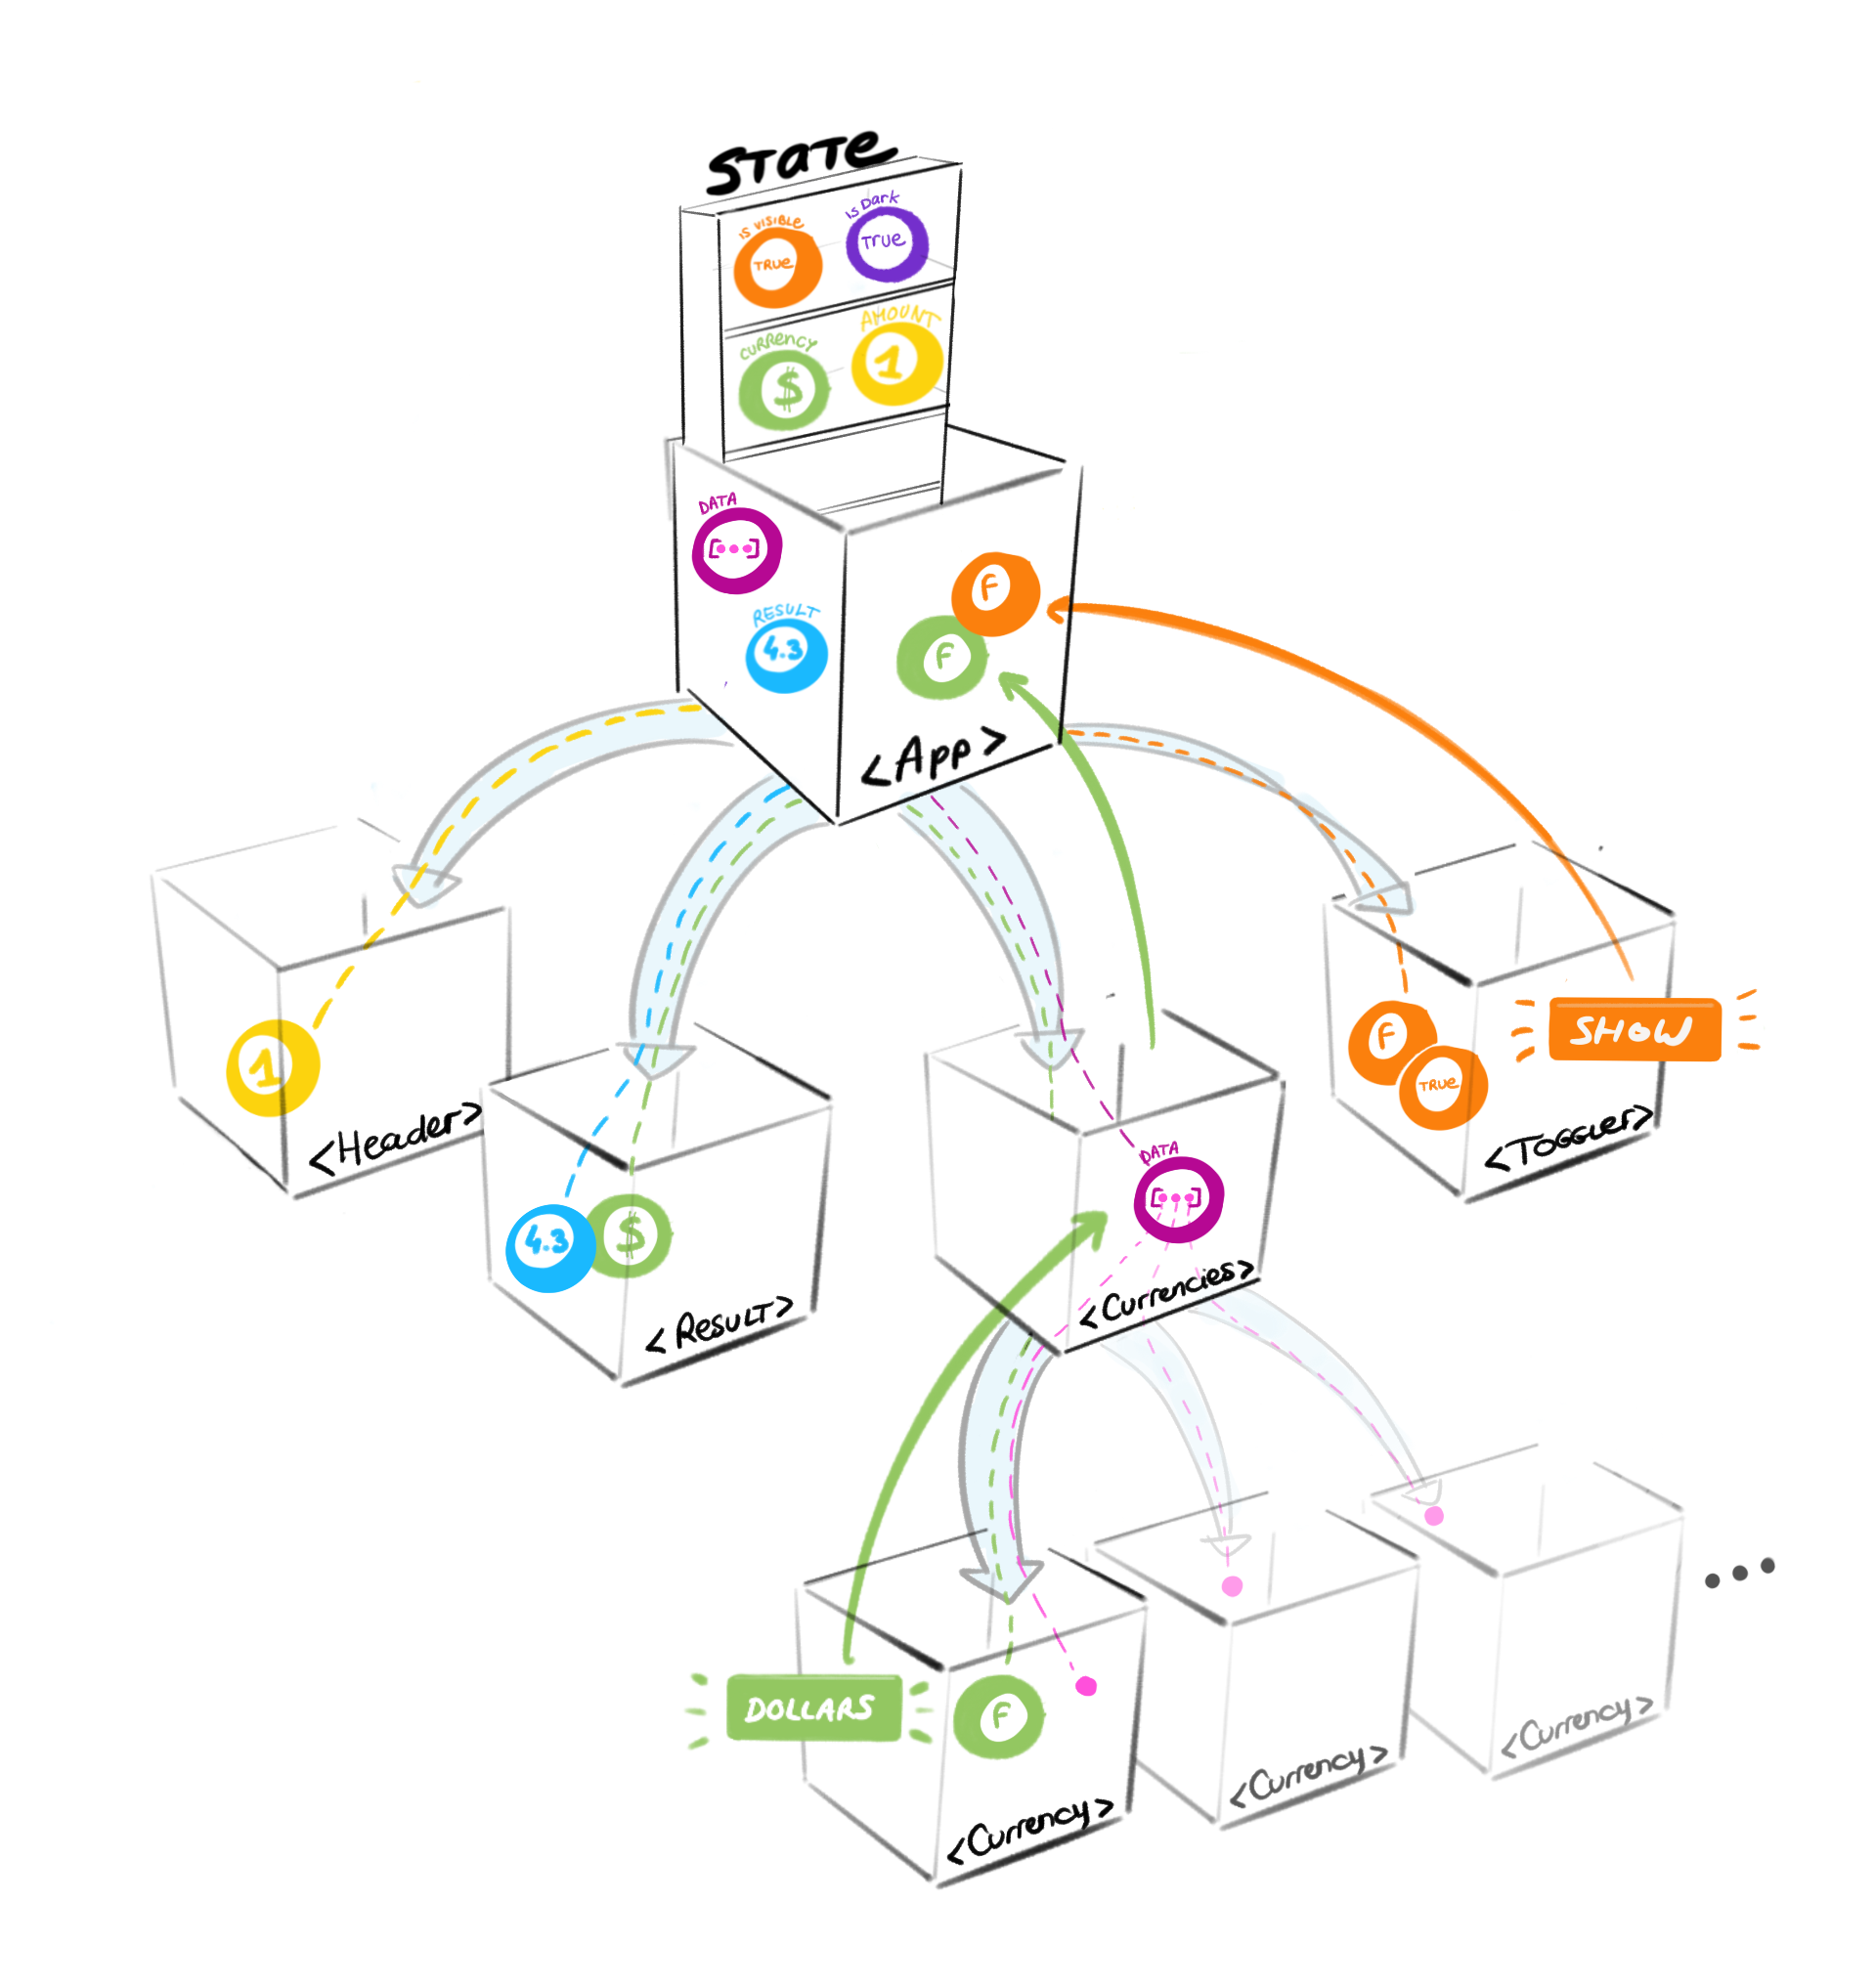 STaTe
IS VISIBLE
TRUe
IS Dark
True
CURRenCY
$
AMOUNT
1
DATA
[•••]
RESULT
4.3
F
F
<App>
1
<Header>
4.3
$
<Result>
DATA
[•••]
<Currencies>
F
TRUe
SHOW
<Toggler>
DOLLARS
F
<Currency>
<Currency>
<Currency>
•••